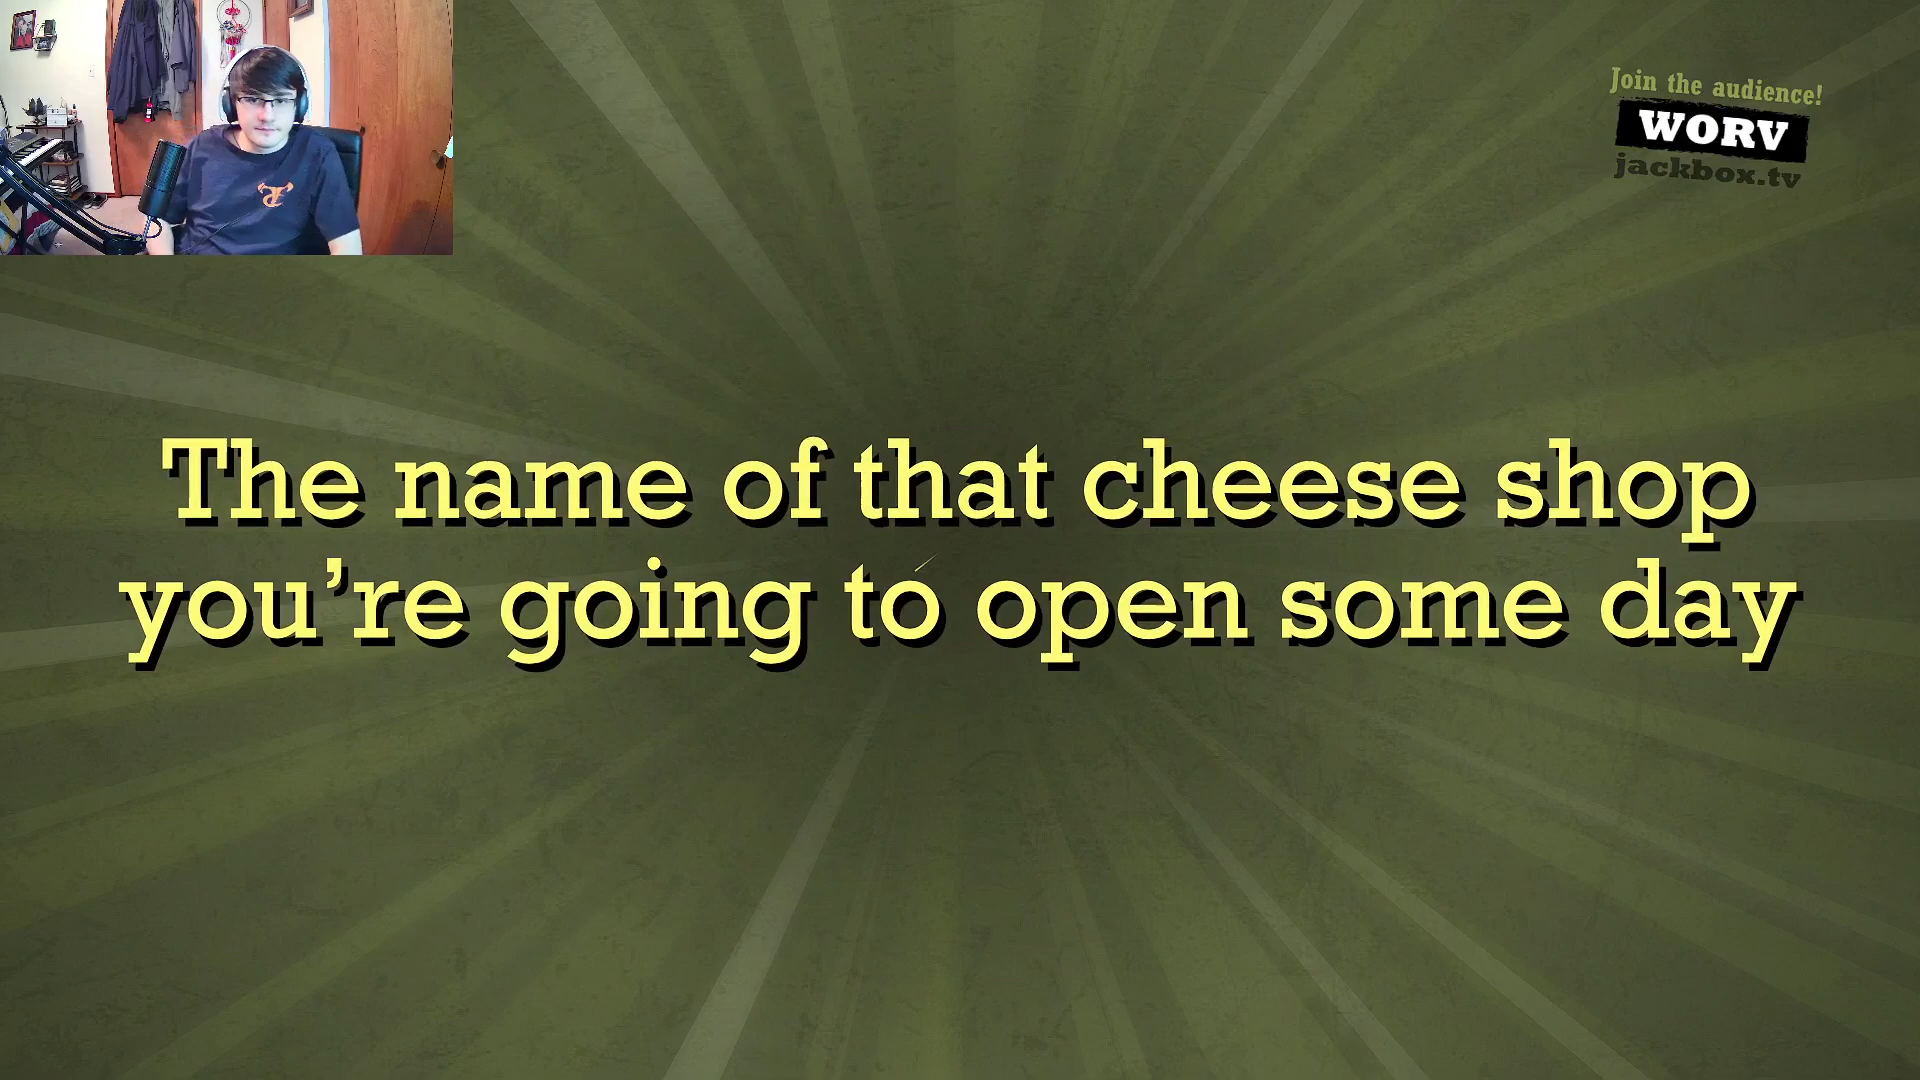 Join the audience!
WORV
jackbox.tv
The name of that cheese shop
you’re going to open some day